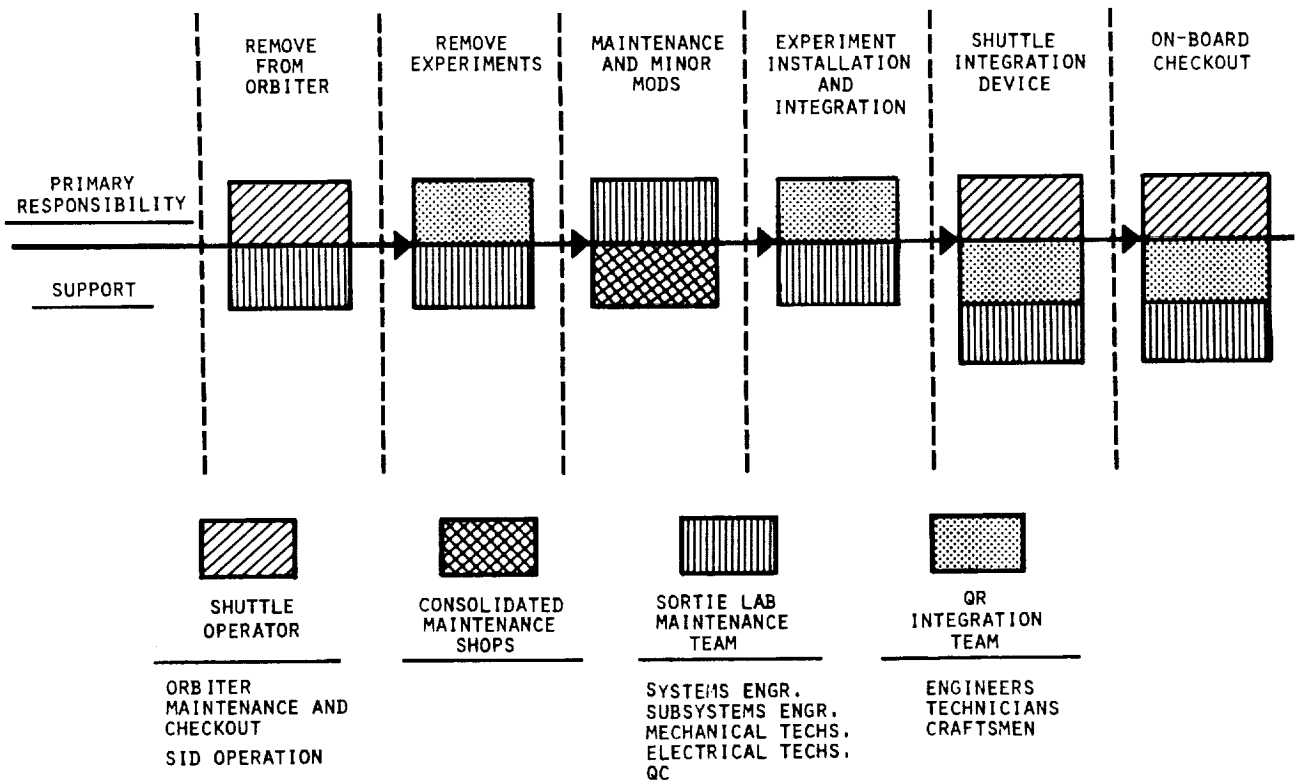 REMOVE
FROM
ORBITER
REMOVE
EXPERIMENTS
MAINTENANCE
AND MINOR
MODS
EXPERIMENT
INSTALLATION
AND
INTEGRATION
SHUTTLE
INTEGRATION
DEVICE
ON-BOARD
CHECKOUT
PRIMARY
RESPONSIBILITY
SUPPORT
SHUTTLE
OPERATOR
ORBITER
MAINTENANCE AND
CHECKOUT
SID OPERATION
CONSOLIDATED
MAINTENANCE
SHOPS
SORTIE LAB
MAINTENANCE
TEAM
SYSTEMS ENGR.
SUBSYSTEMS ENGR.
MECHANICAL TECHS.
ELECTRICAL TECHS.
QC
QR
INTEGRATION
TEAM
ENGINEERS
TECHNICIANS
CRAFTSMEN